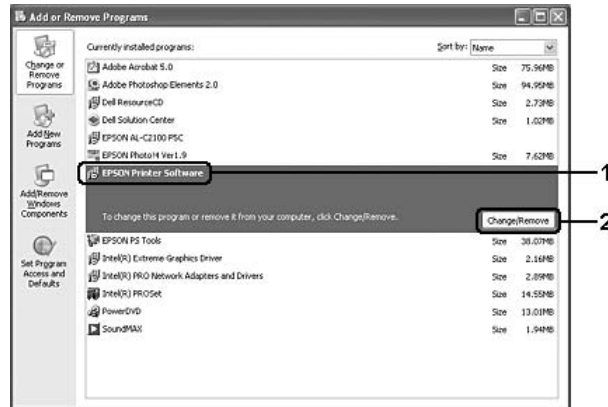 Add or Remove Programs
Change or
Remove
Programs
Add New
Programs
Add/Remove
Windows
Components
Set Program
Access and
Defaults
Currently installed programs:
Sort by: Name
Adobe Acrobat 5.0 Size 75.96MB
Adobe Photoshop Elements 2.0 Size 94.95MB
Dell ResourceCD Size 2.73MB
Dell Solution Center Size 1.02MB
EPSON AL-C2100 PSC
EPSON Photo!4 Ver1.9 Size 7.62MB
EPSON Printer Software 1
To change this program or remove it from your computer, click Change/Remove. Change/Remove 2
EPSON PS Tools Size 38.07MB
Intel(R) Extreme Graphics Driver Size 2.16MB
Intel(R) PRO Network Adapters and Drivers Size 2.89MB
Intel(R) PROSet Size 14.55MB
PowerDVD Size 13.01MB
SoundMAX Size 1.94MB